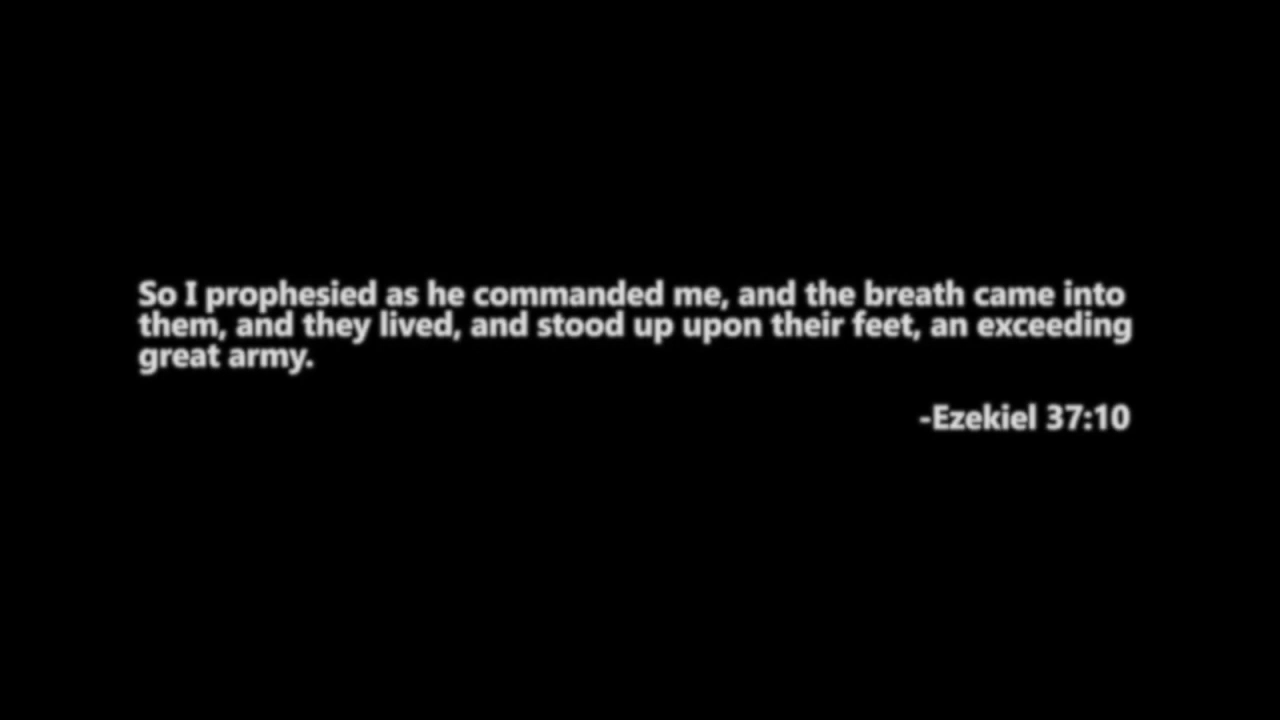 So I prophesied as he commanded me, and the breath came into
them, and they lived, and stood up upon their feet, an exceeding
great army.
-Ezekiel 37:10